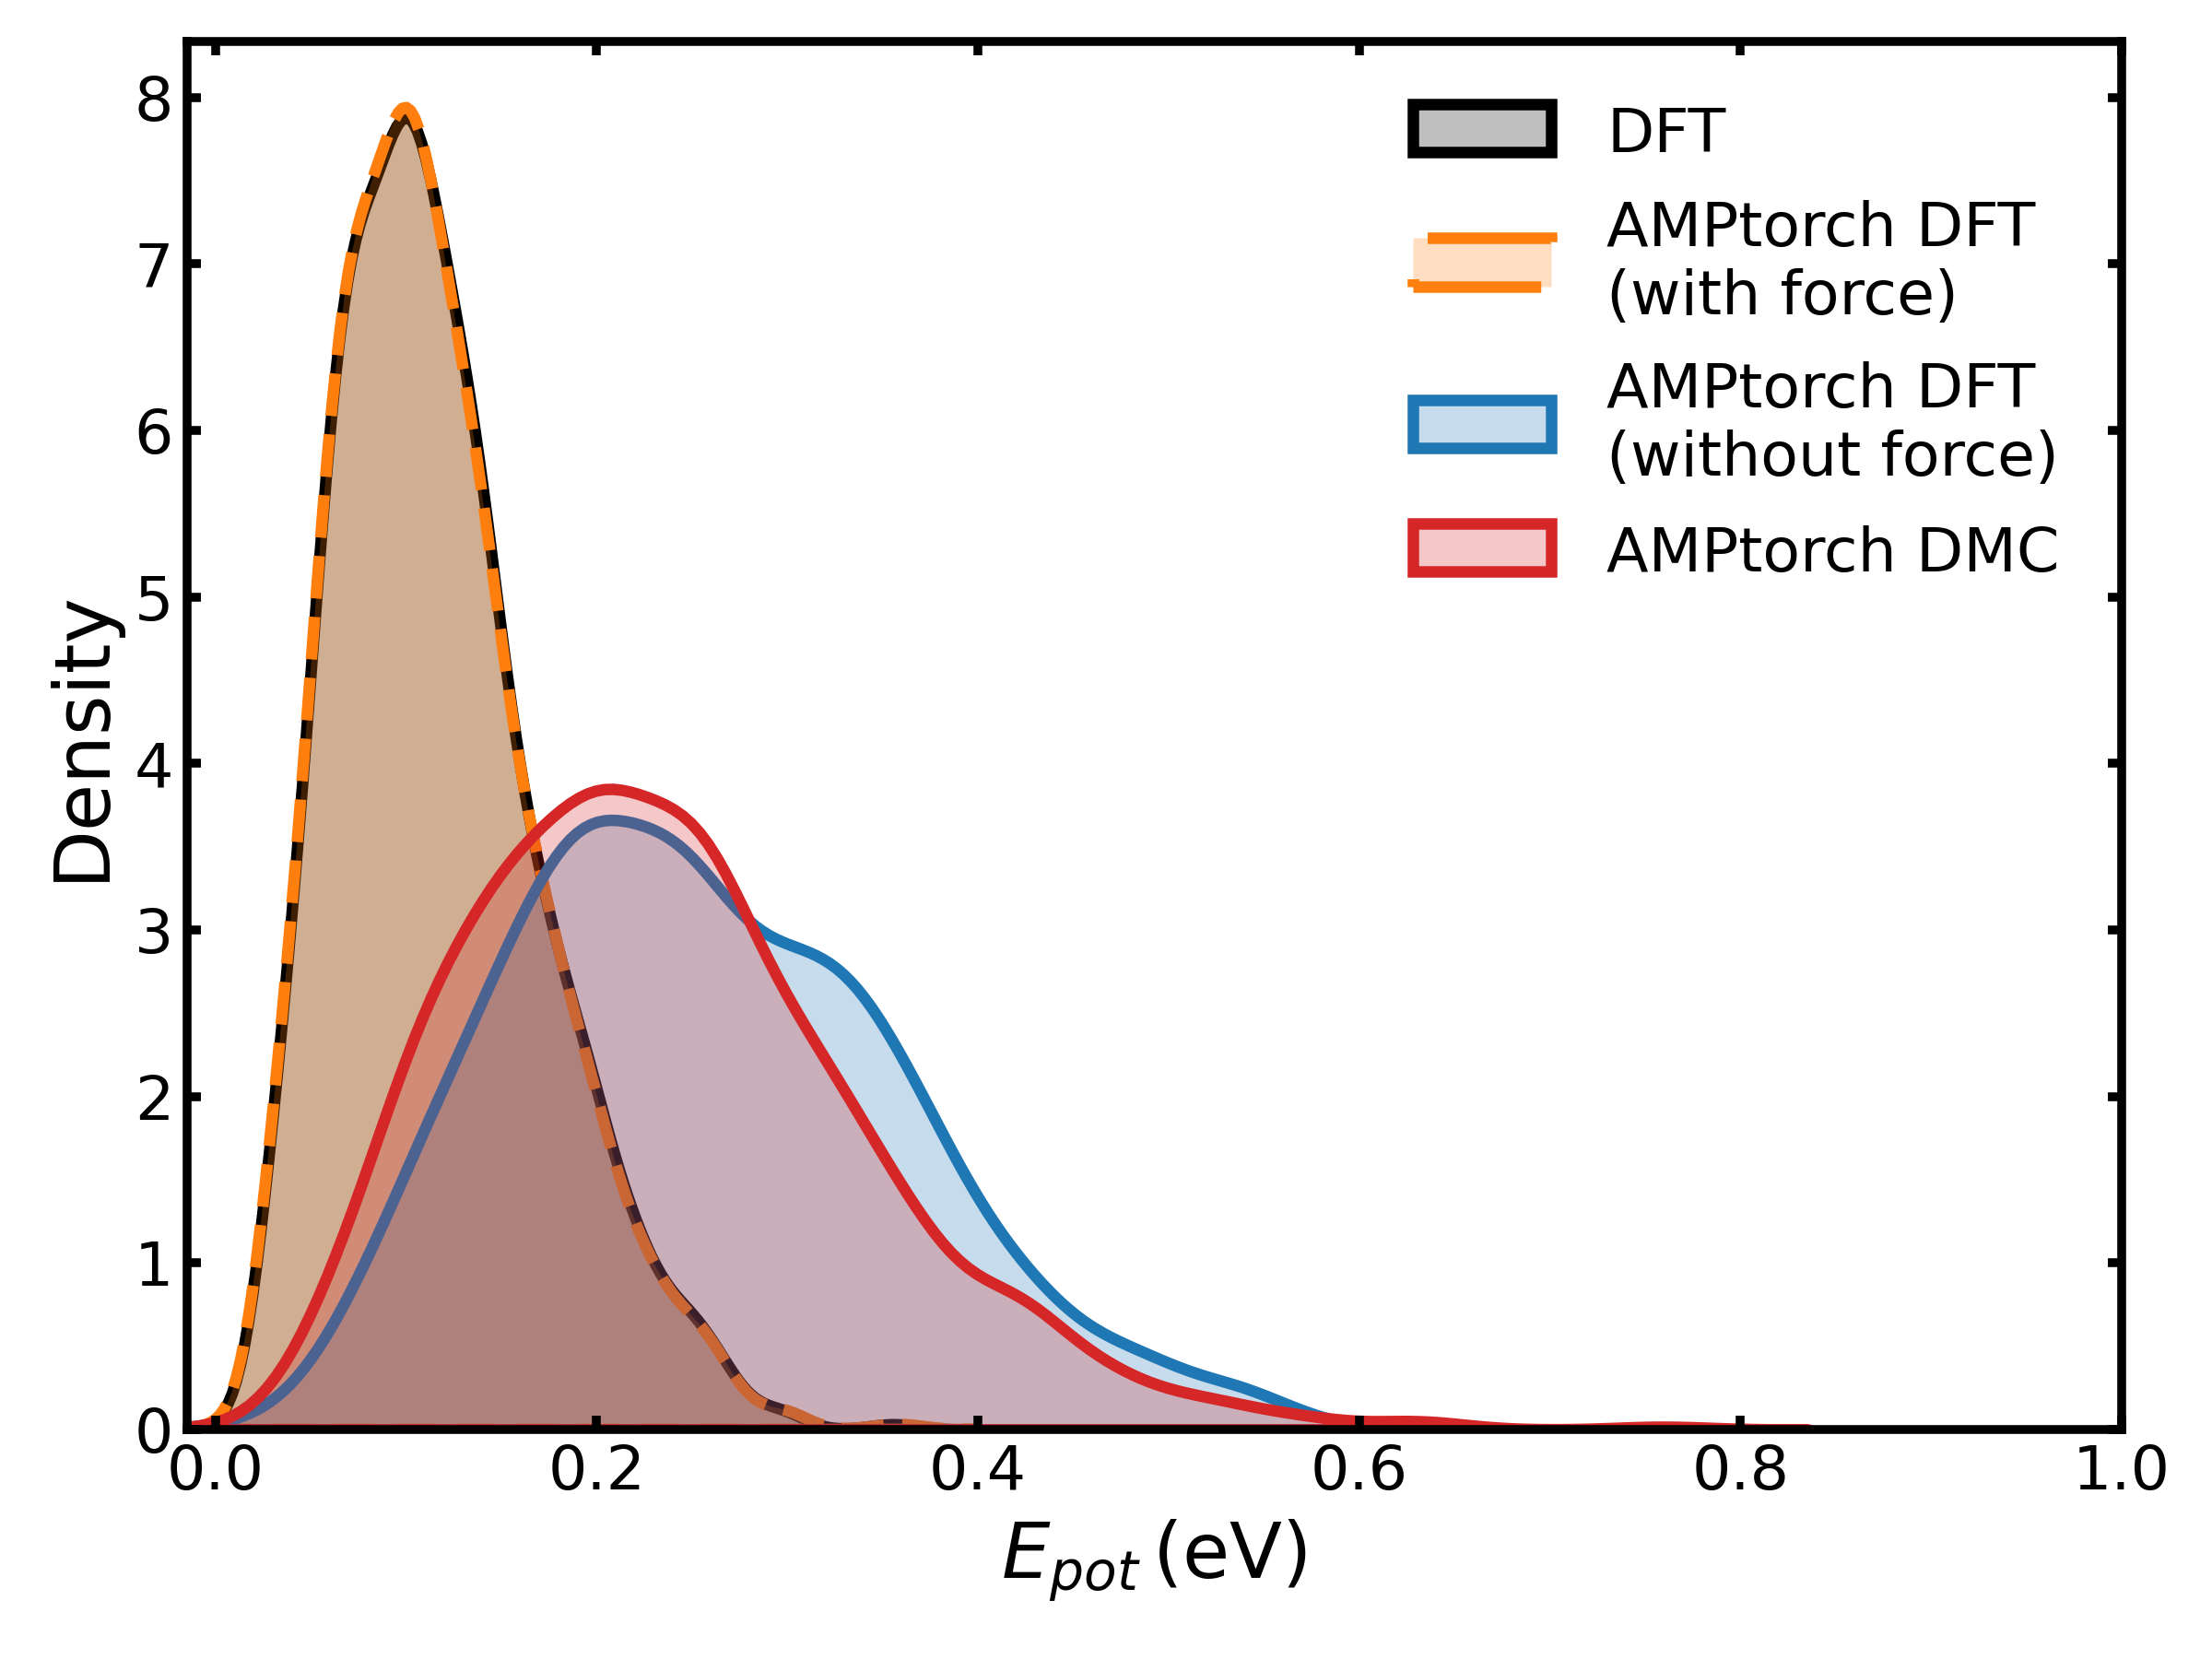 DFT
AMPtorch DFT
(with force)
AMPtorch DFT
(without force)
AMPtorch DMC
Density
8
7
6
5
4
3
2
1
0
0.0 0.2 0.4 0.6 0.8 1.0
E_pot (eV)